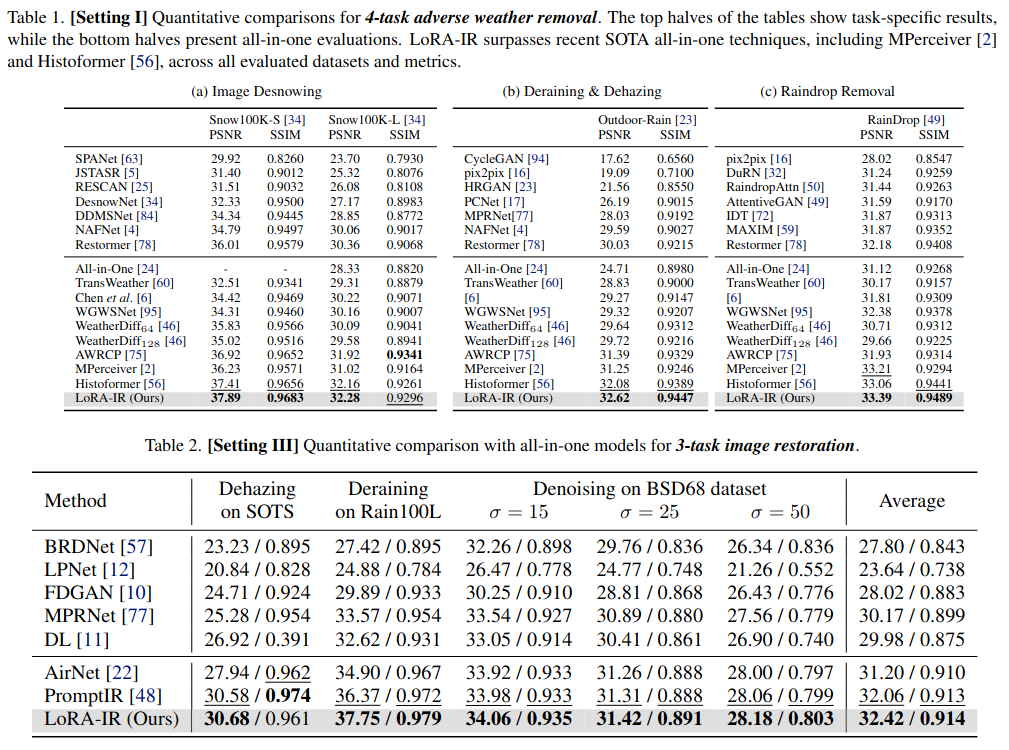 Table 1. [Setting I] Quantitative comparisons for 4-task adverse weather removal. The top halves of the tables show task-specific results,
while the bottom halves present all-in-one evaluations. LoRA-IR surpasses recent SOTA all-in-one techniques, including MPerceiver [2]
and Histoformer [56], across all evaluated datasets and metrics.
(a) Image Desnowing
Snow100K-S [34] Snow100K-L [34]
PSNR SSIM PSNR SSIM
SPANet [63] 29.92 0.8260 23.70 0.7930
JSTASR [5] 31.40 0.9012 25.32 0.8076
RESCAN [25] 31.51 0.9032 26.08 0.8108
DesnowNet [34] 32.33 0.9500 27.17 0.8983
DDMSNet [84] 34.34 0.9445 28.85 0.8772
NAFNet [4] 34.79 0.9497 30.06 0.9017
Restormer [78] 36.01 0.9579 30.36 0.9068
All-in-One [24] - - 28.33 0.8820
TransWeather [60] 32.51 0.9341 29.31 0.8879
Chen et al. [6] 34.42 0.9469 30.22 0.9071
WGWSNet [95] 34.31 0.9460 30.16 0.9007
WeatherDiff64 [46] 35.83 0.9566 30.09 0.9041
WeatherDiff128 [46] 35.02 0.9516 29.58 0.8941
AWRCP [75] 36.92 0.9652 31.92 0.9341
MPerceiver [2] 36.23 0.9571 31.02 0.9164
Histoformer [56] 37.41 0.9656 32.16 0.9261
LoRA-IR (Ours) 37.89 0.9683 32.28 0.9296
(b) Deraining & Dehazing
Outdoor-Rain [23]
PSNR SSIM
CycleGAN [94] 17.62 0.6560
pix2pix [16] 19.09 0.7100
HRGAN [23] 21.56 0.8550
PCNet [17] 26.19 0.9015
MPRNet[77] 28.03 0.9192
NAFNet [4] 29.59 0.9027
Restormer [78] 30.03 0.9215
All-in-One [24] 24.71 0.8980
TransWeather [60] 28.83 0.9000
[6] 29.27 0.9147
WGWSNet [95] 29.32 0.9207
WeatherDiff64 [46] 29.64 0.9312
WeatherDiff128 [46] 29.72 0.9216
AWRCP [75] 31.39 0.9329
MPerceiver [2] 31.25 0.9246
Histoformer [56] 32.08 0.9389
LoRA-IR (Ours) 32.62 0.9447
(c) Raindrop Removal
RainDrop [49]
PSNR SSIM
pix2pix [16] 28.02 0.8547
DuRN [32] 31.24 0.9259
RaindropAttn [50] 31.44 0.9263
AttentiveGAN [49] 31.59 0.9170
IDT [72] 31.87 0.9313
MAXIM [59] 31.87 0.9352
Restormer [78] 32.18 0.9408
All-in-One [24] 31.12 0.9268
TransWeather [60] 30.17 0.9157
[6] 31.81 0.9309
WGWSNet [95] 32.38 0.9378
WeatherDiff64 [46] 30.71 0.9312
WeatherDiff128 [46] 29.66 0.9225
AWRCP [75] 31.93 0.9314
MPerceiver [2] 33.21 0.9294
Histoformer [56] 33.06 0.9441
LoRA-IR (Ours) 33.39 0.9489
Table 2. [Setting III] Quantitative comparison with all-in-one models for 3-task image restoration.
Method Dehazing Deraining Denoising on BSD68 dataset Average
on SOTS on Rain100L σ = 15 σ = 25 σ = 50
BRDNet [57] 23.23 / 0.895 27.42 / 0.895 32.26 / 0.898 29.76 / 0.836 26.34 / 0.836 27.80 / 0.843
LPNet [12] 20.84 / 0.828 24.88 / 0.784 26.47 / 0.778 24.77 / 0.748 21.26 / 0.552 23.64 / 0.738
FDGAN [10] 24.71 / 0.924 29.89 / 0.933 30.25 / 0.910 28.81 / 0.868 26.43 / 0.776 28.02 / 0.883
MPRNet [77] 25.28 / 0.954 33.57 / 0.954 33.54 / 0.927 30.89 / 0.880 27.56 / 0.779 30.17 / 0.899
DL [11] 26.92 / 0.391 32.62 / 0.931 33.05 / 0.914 30.41 / 0.861 26.90 / 0.740 29.98 / 0.875
AirNet [22] 27.94 / 0.962 34.90 / 0.967 33.92 / 0.933 31.26 / 0.888 28.00 / 0.797 31.20 / 0.910
PromptIR [48] 30.58 / 0.974 36.37 / 0.972 33.98 / 0.933 31.31 / 0.888 28.06 / 0.799 32.06 / 0.913
LoRA-IR (Ours) 30.68 / 0.961 37.75 / 0.979 34.06 / 0.935 31.42 / 0.891 28.18 / 0.803 32.42 / 0.914